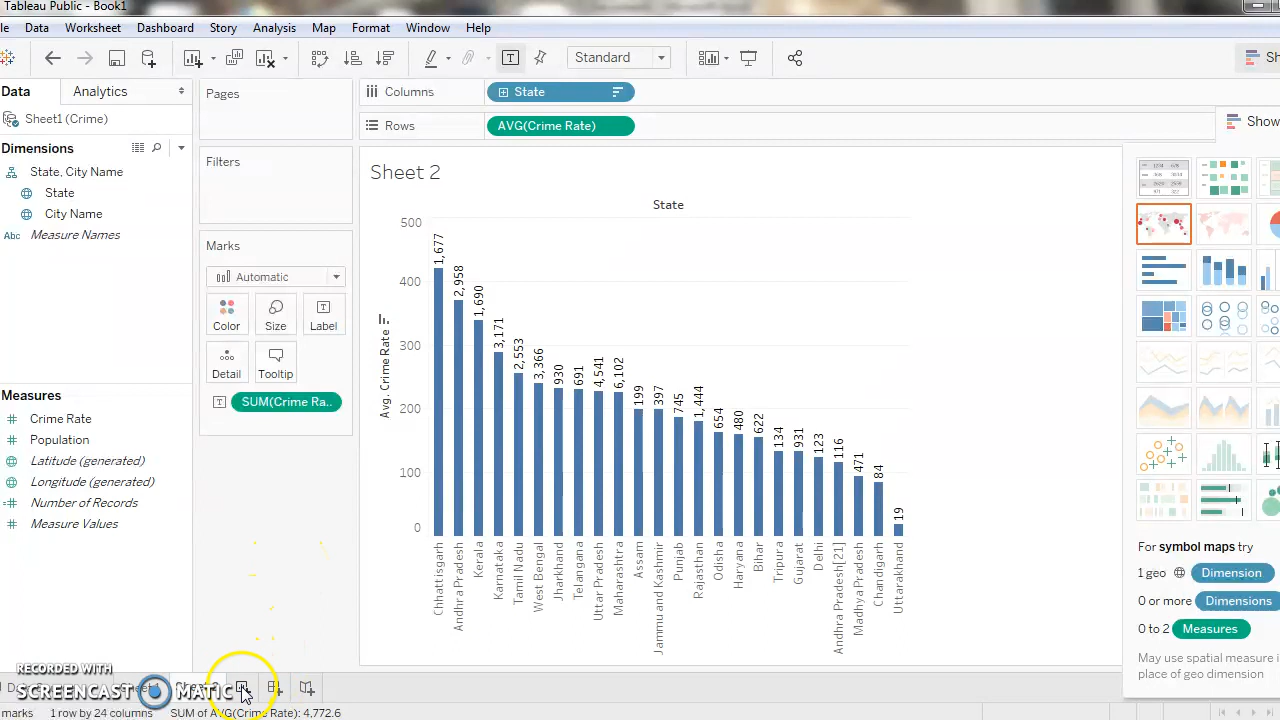 Tableau Public - Book1
Data Worksheet Dashboard Story Analysis Map Format Window Help
Standard
Data Analytics
Sheet1 (Crime)
Dimensions
State, City Name
State
City Name
Abc Measure Names
Measures
Crime Rate
Population
Latitude (generated)
Longitude (generated)
Number of Records
Measure Values
Pages
Filters
Marks
Automatic
Color Size Label
Detail Tooltip
SUM(Crime Ra..
Columns State
Rows AVG(Crime Rate)
Sheet 2
State
Avg. Crime Rate
500
400
300
200
100
0
1,677
2,958
1,690
3,171
2,553
3,366
930
691
4,541
6,102
199
397
745
1,444
654
480
622
134
931
123
116
471
84
19
Chhattisgarh
Andhra Pradesh
Kerala
Karnataka
Tamil Nadu
West Bengal
Jharkhand
Telangana
Uttar Pradesh
Maharashtra
Assam
Jammu and Kashmir
Punjab
Rajasthan
Odisha
Haryana
Bihar
Tripura
Gujarat
Delhi
Andhra Pradesh[21]
Madhya Pradesh
Chandigarh
Uttarakhand
Show
For symbol maps try
1 geo Dimension
0 or more Dimensions
0 to 2 Measures
May use spatial measure i
place of geo dimension
RECORDED WITH
SCREENCAST MATIC
marks 1 row by 24 columns SUM of AVG(Crime Rate): 4,772.6